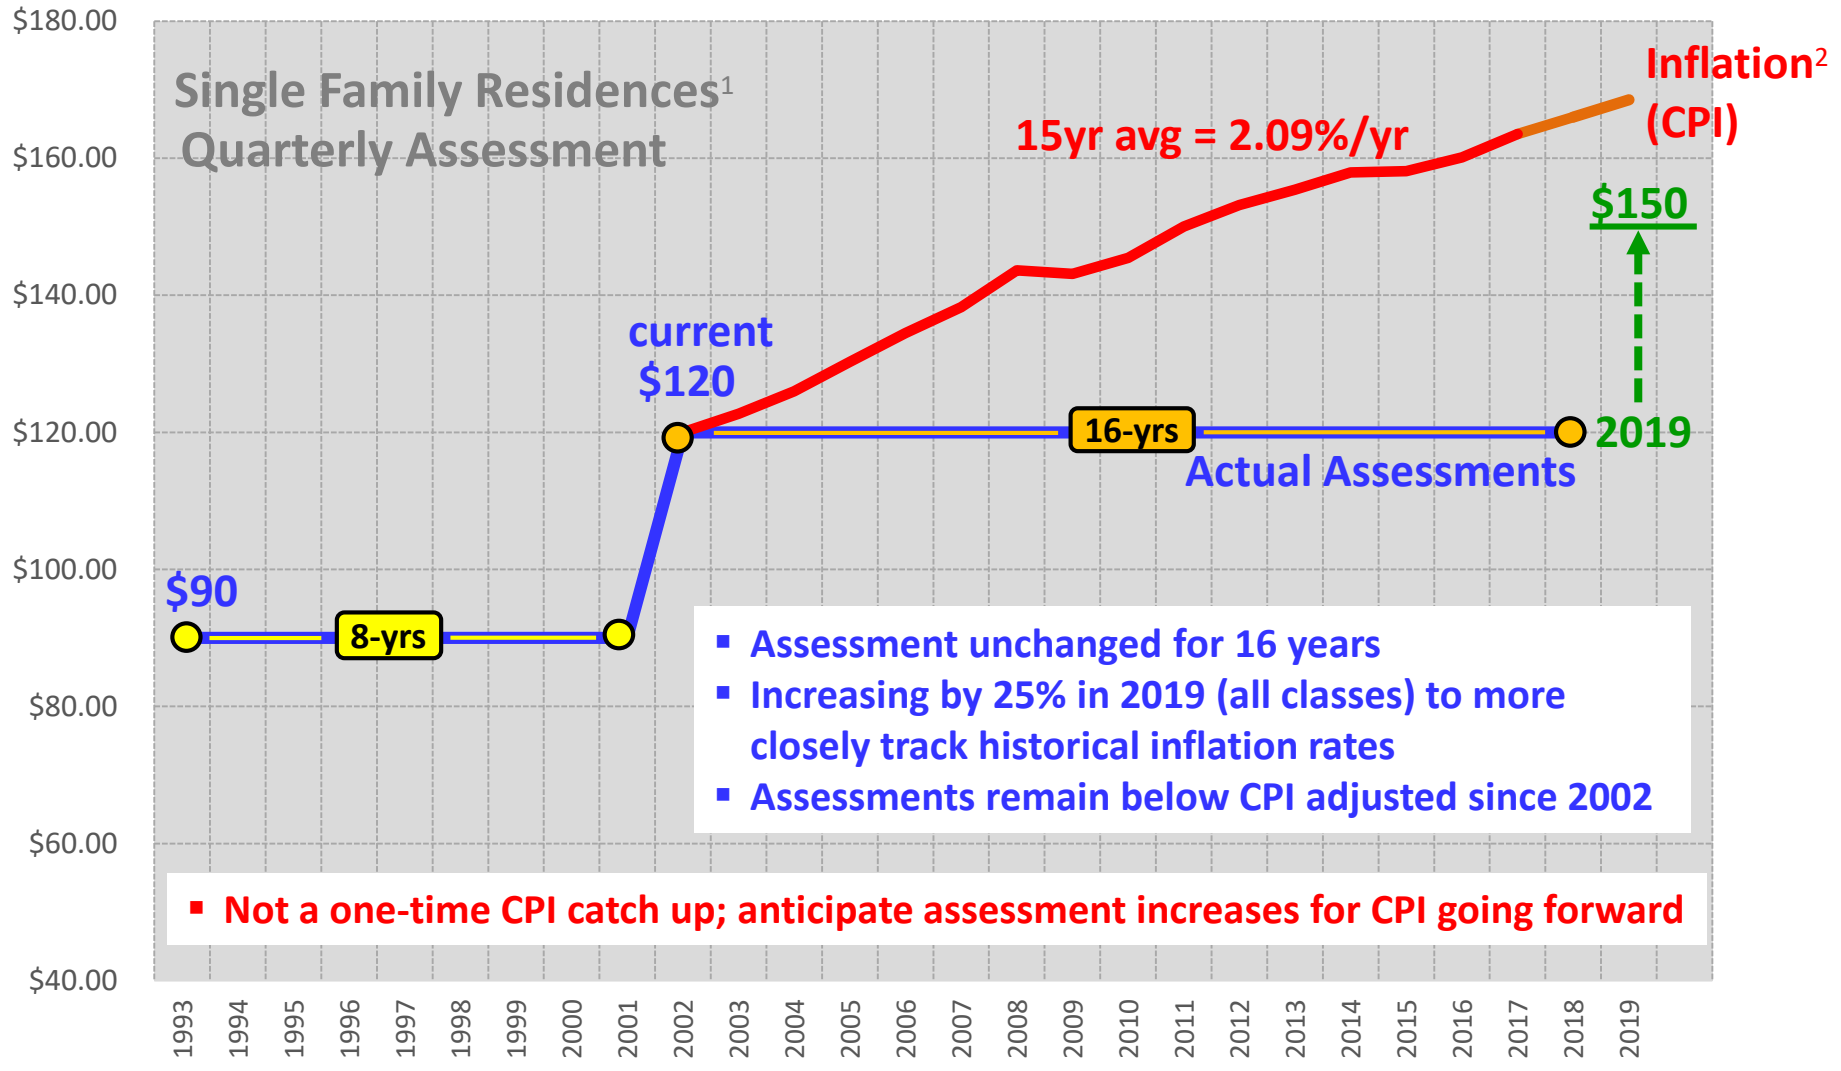 $180.00
$160.00
$140.00
$120.00
$100.00
$80.00
$60.00
$40.00
Single Family Residences¹
Quarterly Assessment
Inflation²
(CPI)
15yr avg = 2.09%/yr
$150
2019
current
$120
16-yrs
Actual Assessments
$90
8-yrs
▪ Assessment unchanged for 16 years
▪ Increasing by 25% in 2019 (all classes) to more
closely track historical inflation rates
▪ Assessments remain below CPI adjusted since 2002
▪ Not a one-time CPI catch up; anticipate assessment increases for CPI going forward
1993
1994
1995
1996
1997
1998
1999
2000
2001
2002
2003
2004
2005
2006
2007
2008
2009
2010
2011
2012
2013
2014
2015
2016
2017
2018
2019